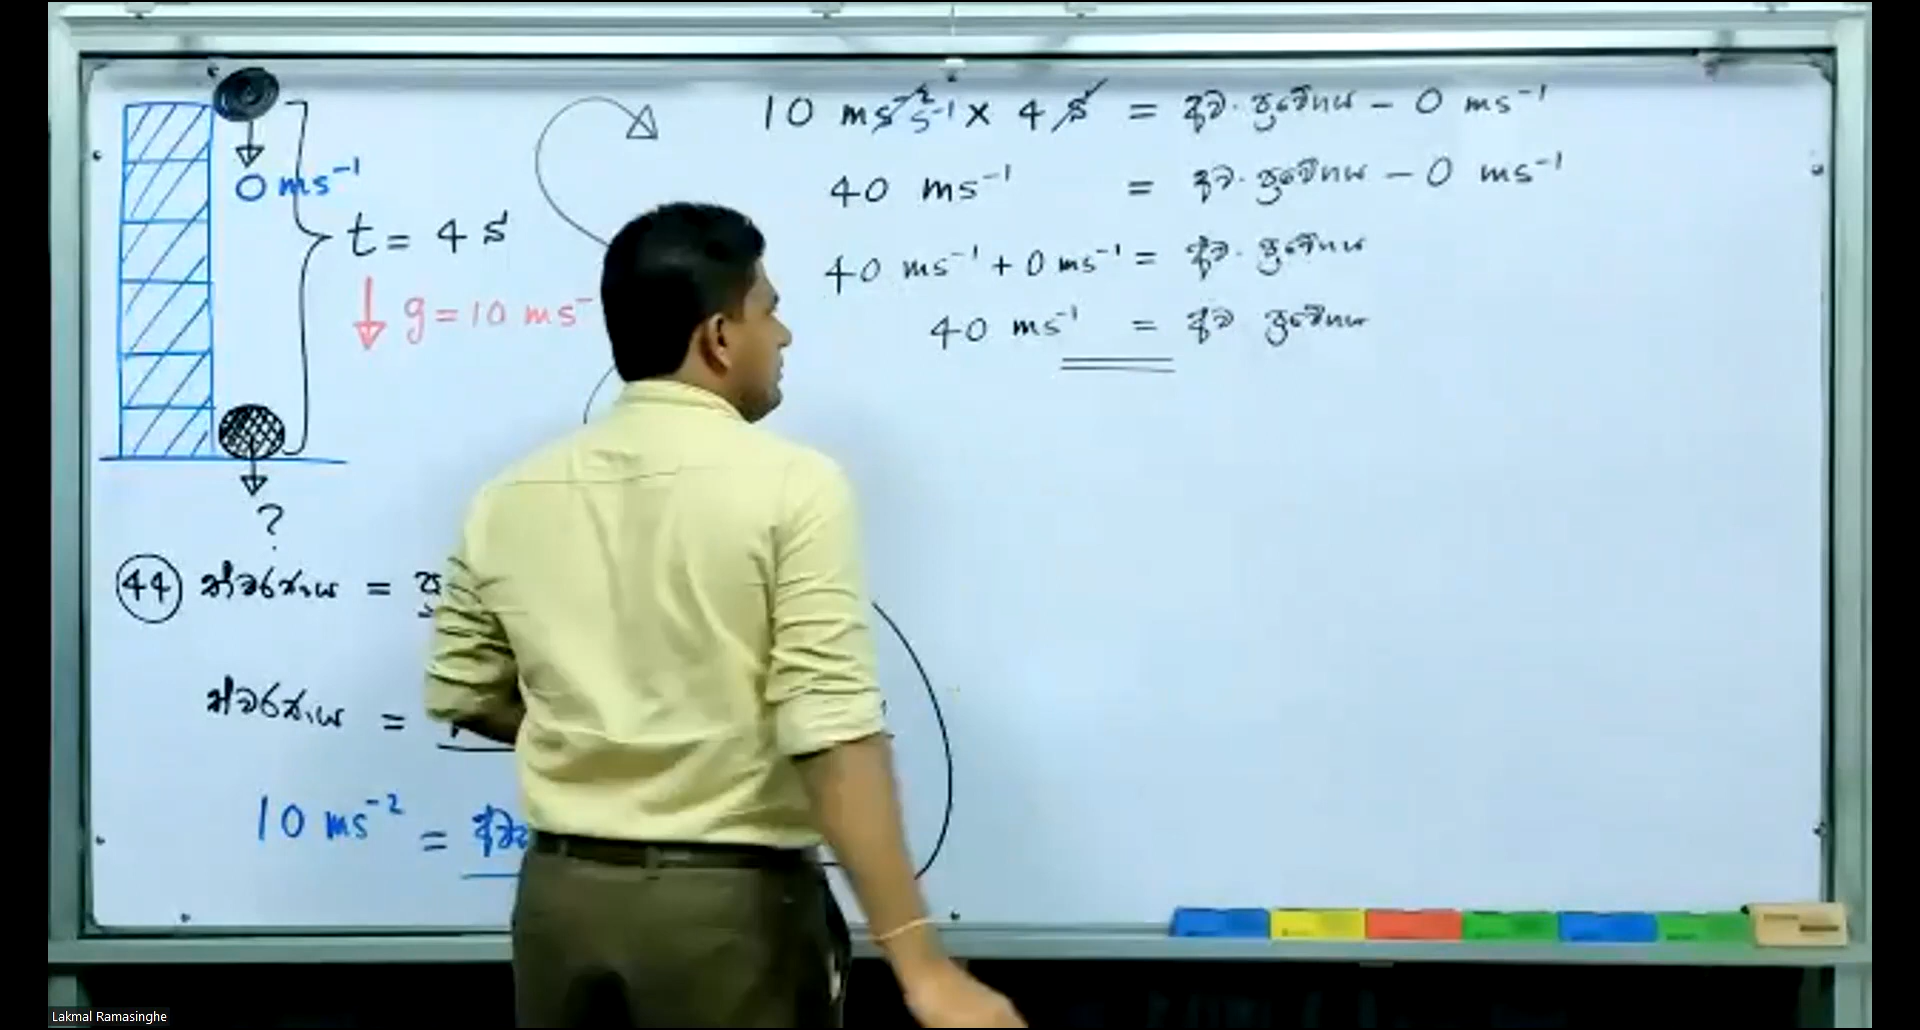 0 ms⁻¹
t = 4 s
g = 10 ms⁻
?
44 ත්වරණය =
ත්වරණය =
10 ms⁻² =
10 ms⁻² s⁻¹ × 4 s = අව. ප්‍රවේගය − 0 ms⁻¹
40 ms⁻¹ = අව. ප්‍රවේගය − 0 ms⁻¹
40 ms⁻¹ + 0 ms⁻¹ = අව. ප්‍රවේගය
40 ms⁻¹ = අව ප්‍රවේගය
Lakmal Ramasinghe